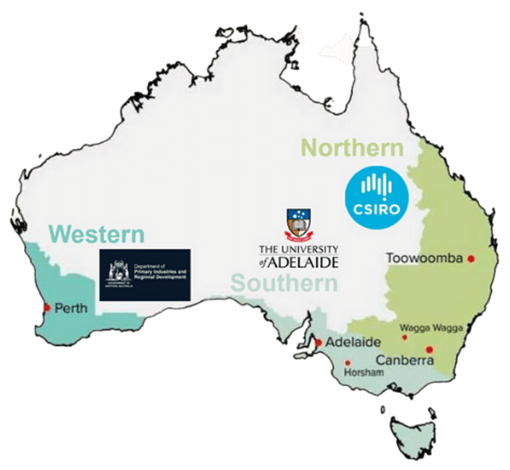 Northern
CSIRO
Western
Department of
Primary Industries and
Regional Development
GOVERNMENT OF
WESTERN AUSTRALIA
THE UNIVERSITY
of ADELAIDE
Toowoomba
Southern
Perth
Wagga Wagga
Adelaide
Canberra
Horsham